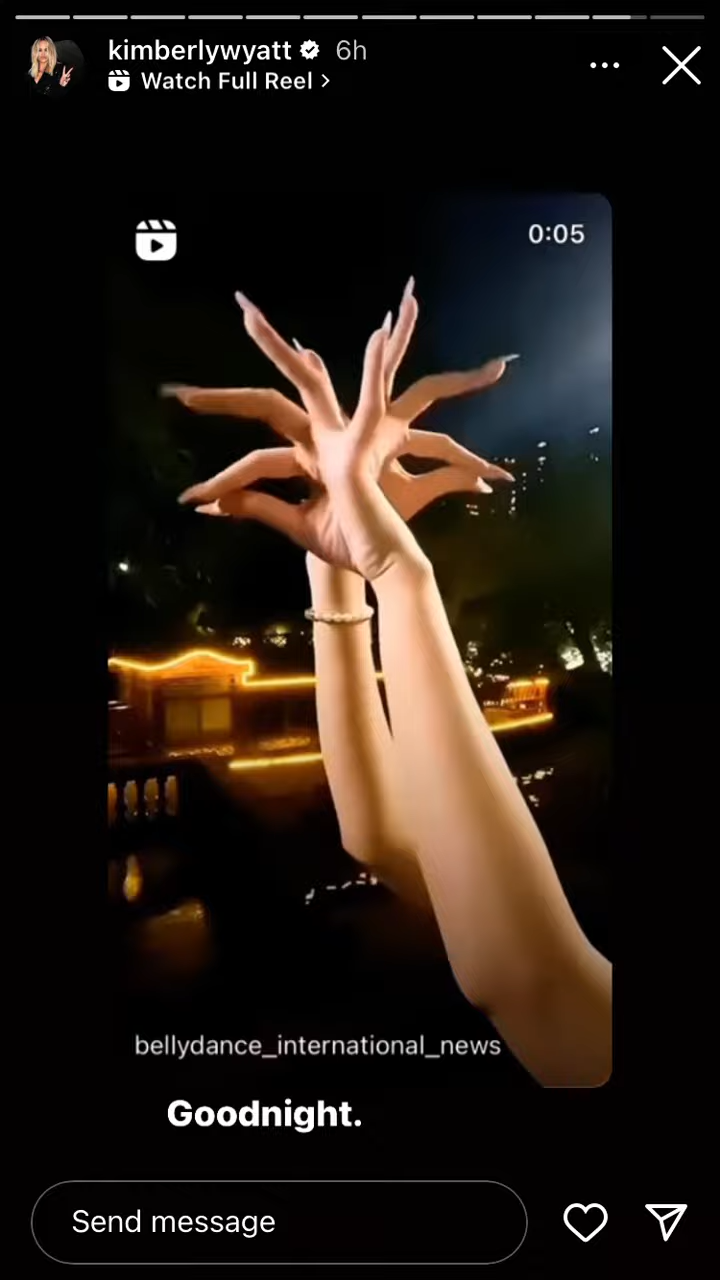 kimberlywyatt 6h
Watch Full Reel >
0:05
bellydance_international_news
Goodnight.
Send message